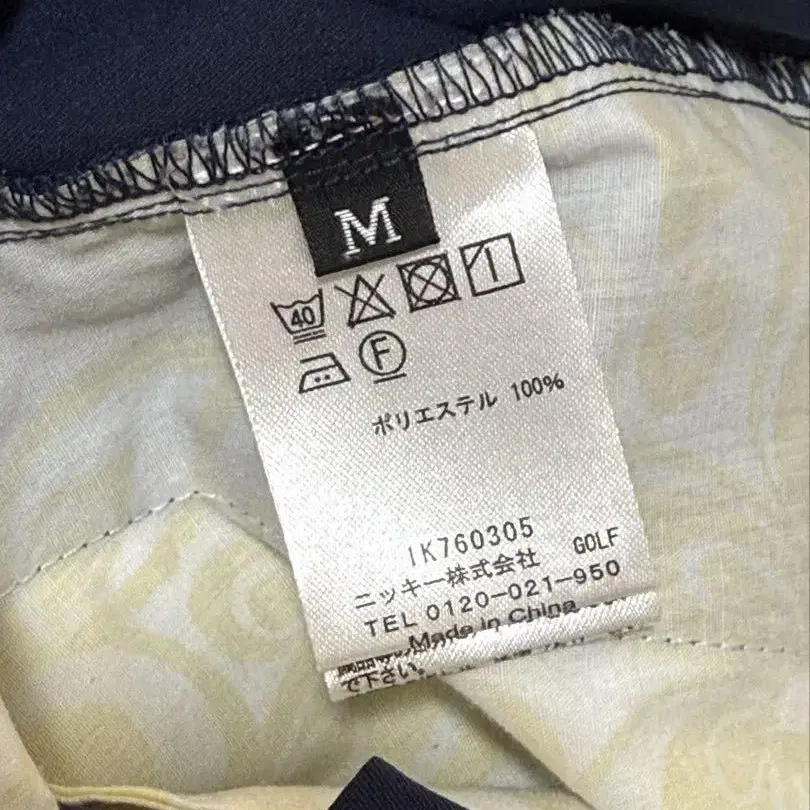 M
40
F
ポリエステル 100%
IK760305
ニッキー株式会社 GOLF
TEL 0120-021-950
Made in China
で下さい。